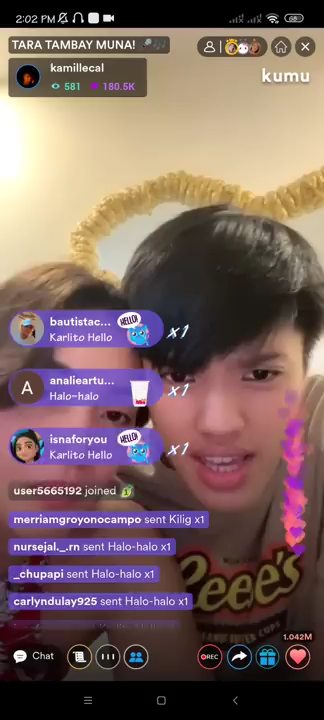 2:02 PM
TARA TAMBAY MUNA!
kamillecal
581 180.5K
kumu
HELLO!
bautistac...
Karlito Hello
x1
A
analieartu...
Halo-halo
x1
HELLO!
isnaforyou
Karlito Hello
x1
user5665192 joined
merriamgroyonocampo sent Kilig x1
nursejal._.rn sent Halo-halo x1
_chupapi sent Halo-halo x1
carlyndulay925 sent Halo-halo x1
Reese's
1.042M
Chat
REC